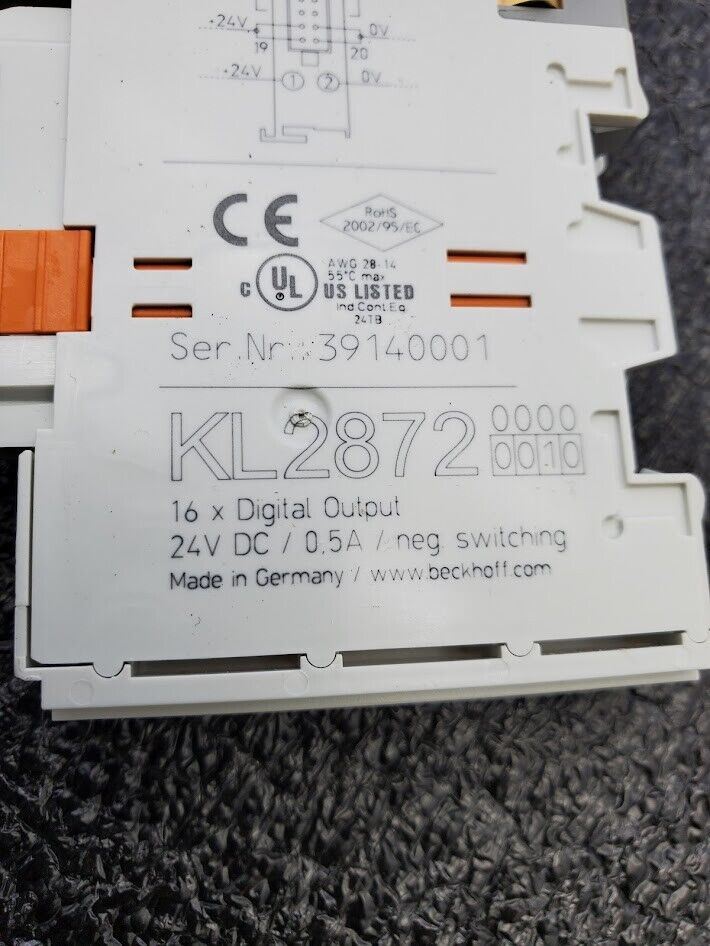 +24V 0V
19 20
+24V 1 2 0V
CE RoHS
2002/95/EC
AWG 28-14
55°C max
C UL US LISTED
Ind.Cont.Eq.
24TB
Ser.Nr.: 39140001
KL2872 0000
0010
16 x Digital Output
24V DC / 0,5A / neg. switching
Made in Germany / www.beckhoff.com